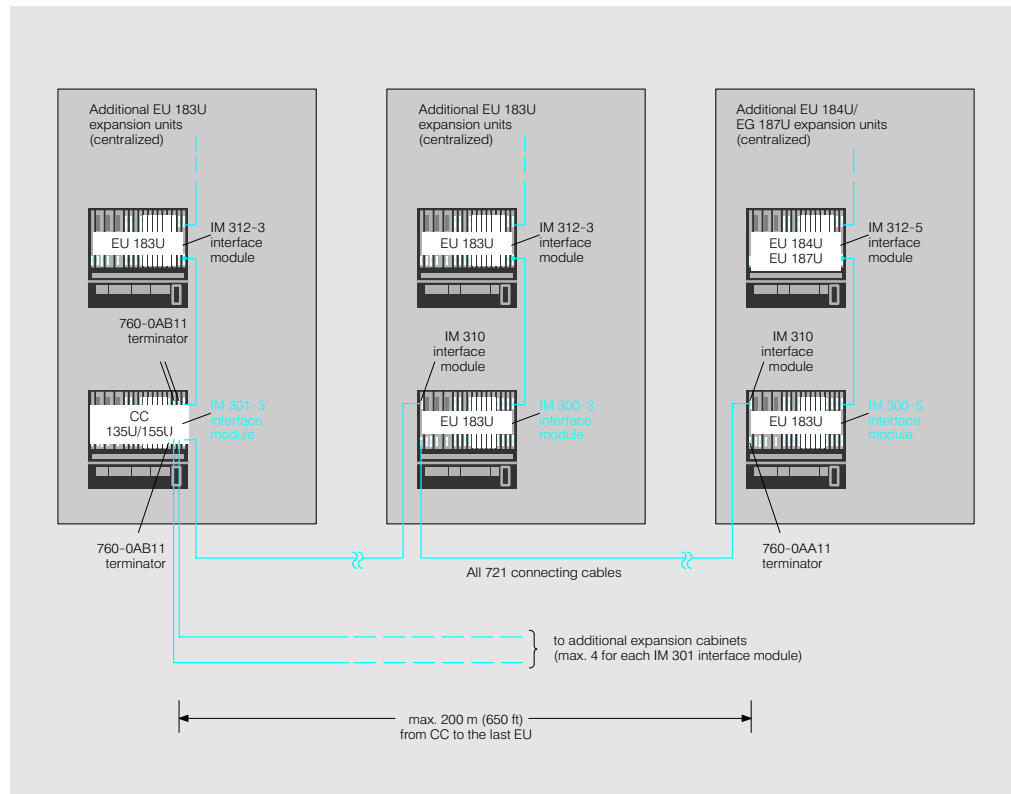 Additional EU 183U
expansion units
(centralized)
Additional EU 183U
expansion units
(centralized)
Additional EU 184U/
EG 187U expansion units
(centralized)
EU 183U
IM 312-3
interface
module
EU 183U
IM 312-3
interface
module
EU 184U
EU 187U
IM 312-5
interface
module
760-0AB11
terminator
IM 310
interface
module
IM 310
interface
module
CC
135U/155U
IM 301-3
interface
module
EU 183U
IM 300-3
interface
module
EU 183U
IM 300-5
interface
module
760-0AB11
terminator
All 721 connecting cables
760-0AA11
terminator
to additional expansion cabinets
(max. 4 for each IM 301 interface module)
max. 200 m (650 ft)
from CC to the last EU